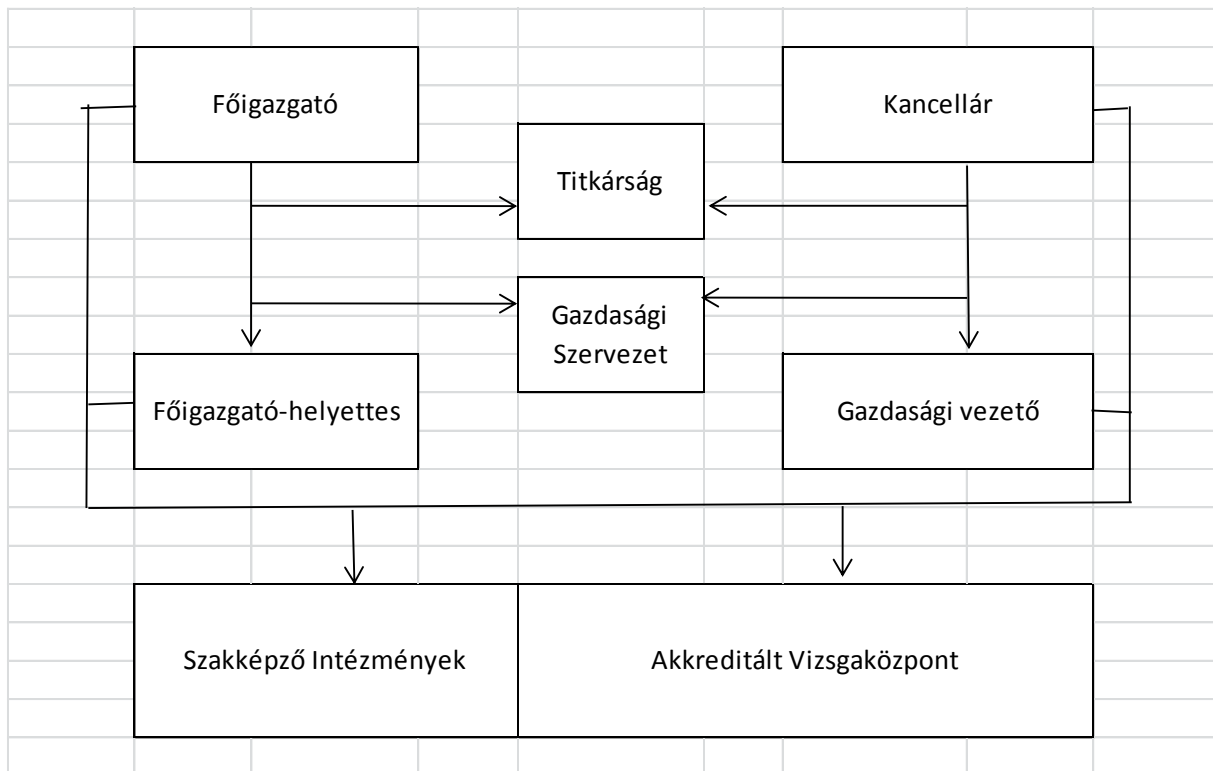 Főigazgató
Kancellár
Titkárság
Gazdasági
Szervezet
Főigazgató-helyettes
Gazdasági vezető
Szakképző Intézmények
Akkreditált Vizsgaközpont